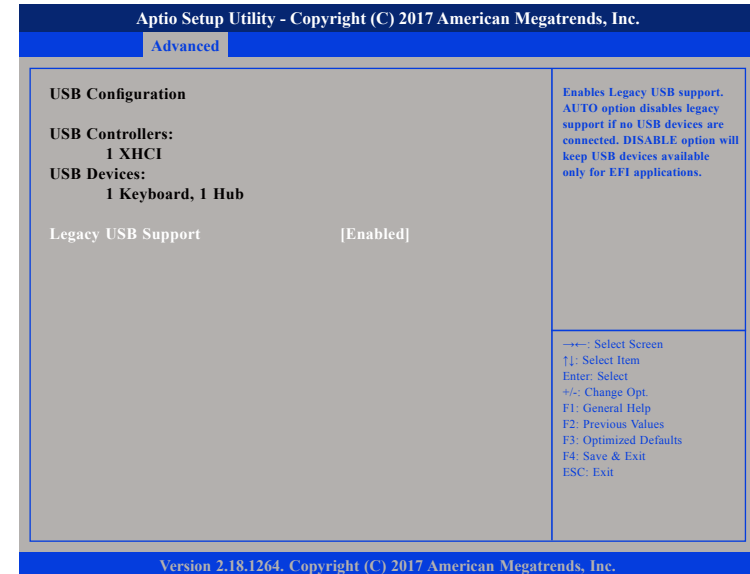 Aptio Setup Utility - Copyright (C) 2017 American Megatrends, Inc.
Advanced
USB Configuration
USB Controllers:
1 XHCI
USB Devices:
1 Keyboard, 1 Hub
Legacy USB Support [Enabled]
Enables Legacy USB support.
AUTO option disables legacy
support if no USB devices are
connected. DISABLE option will
keep USB devices available
only for EFI applications.
→←: Select Screen
↑↓: Select Item
Enter: Select
+/-: Change Opt.
F1: General Help
F2: Previous Values
F3: Optimized Defaults
F4: Save & Exit
ESC: Exit
Version 2.18.1264. Copyright (C) 2017 American Megatrends, Inc.